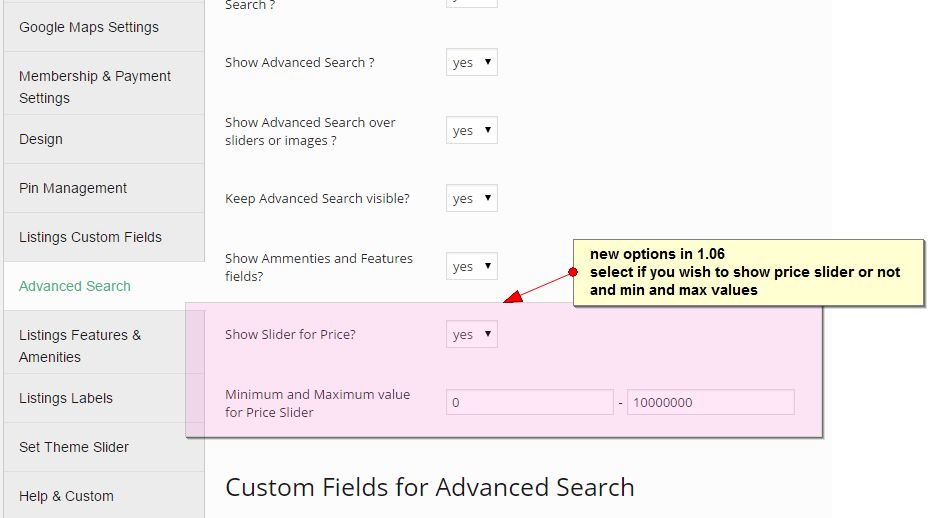 Search ?
Google Maps Settings
Show Advanced Search ?
yes
Membership & Payment
Settings
Show Advanced Search over
sliders or images ?
yes
Design
Pin Management
Keep Advanced Search visible?
yes
Listings Custom Fields
Show Ammenties and Features
fields?
yes
new options in 1.06
select if you wish to show price slider or not
and min and max values
Advanced Search
Listings Features &
Amenities
Show Slider for Price?
yes
Listings Labels
Minimum and Maximum value
for Price Slider
0 - 10000000
Set Theme Slider
Help & Custom
Custom Fields for Advanced Search